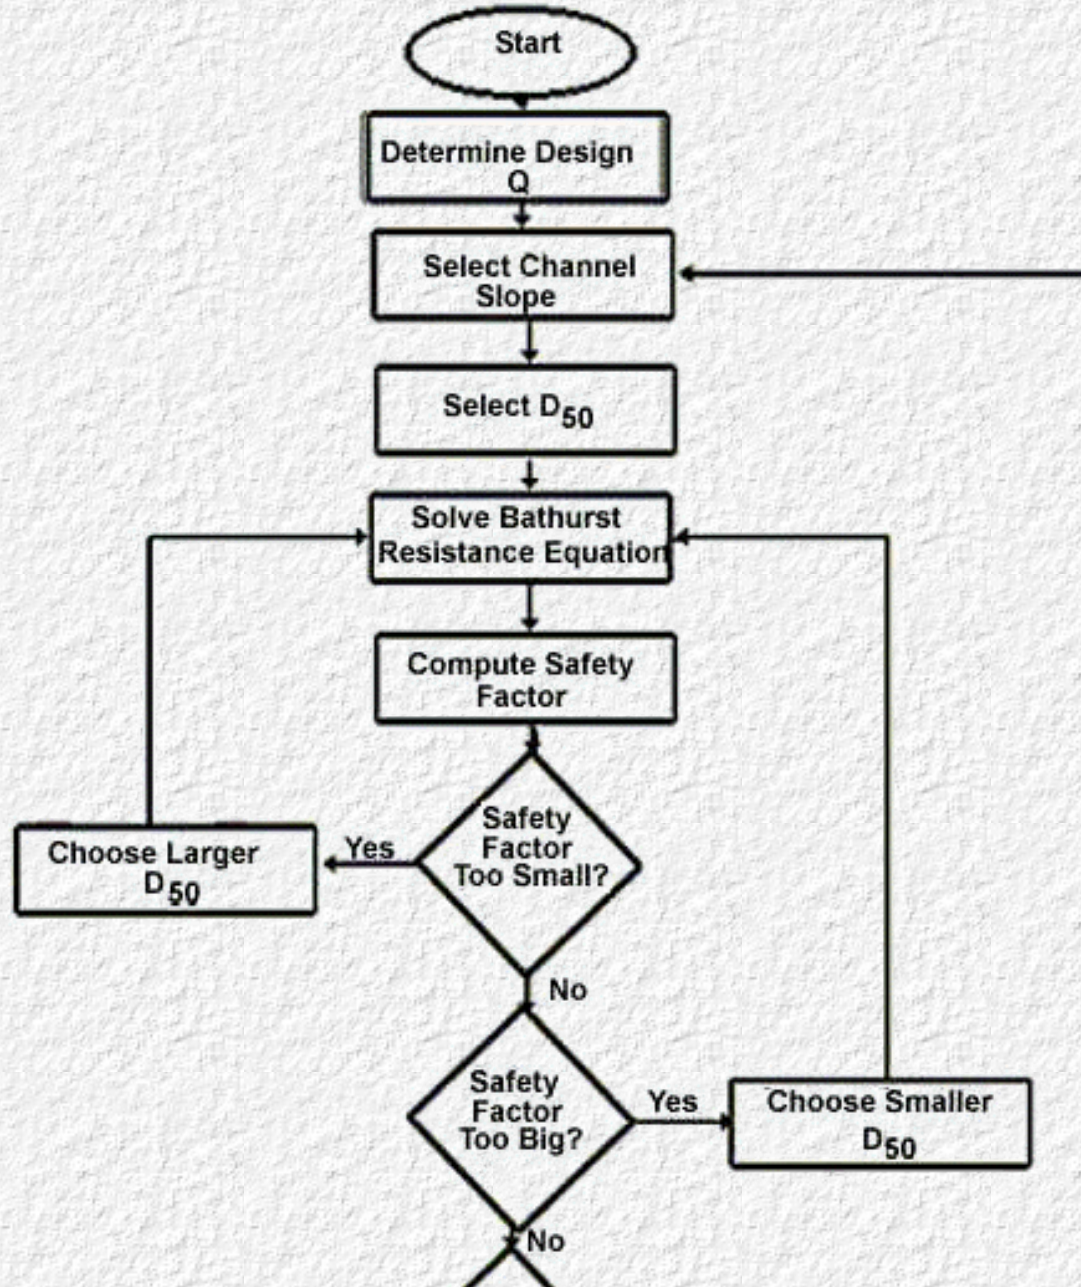 Start
Determine Design
Q
Select Channel
Slope
Select D50
Solve Bathurst
Resistance Equation
Compute Safety
Factor
Safety
Factor
Too Small?
Yes
Choose Larger
D50
No
Safety
Factor
Too Big?
Yes
Choose Smaller
D50
No